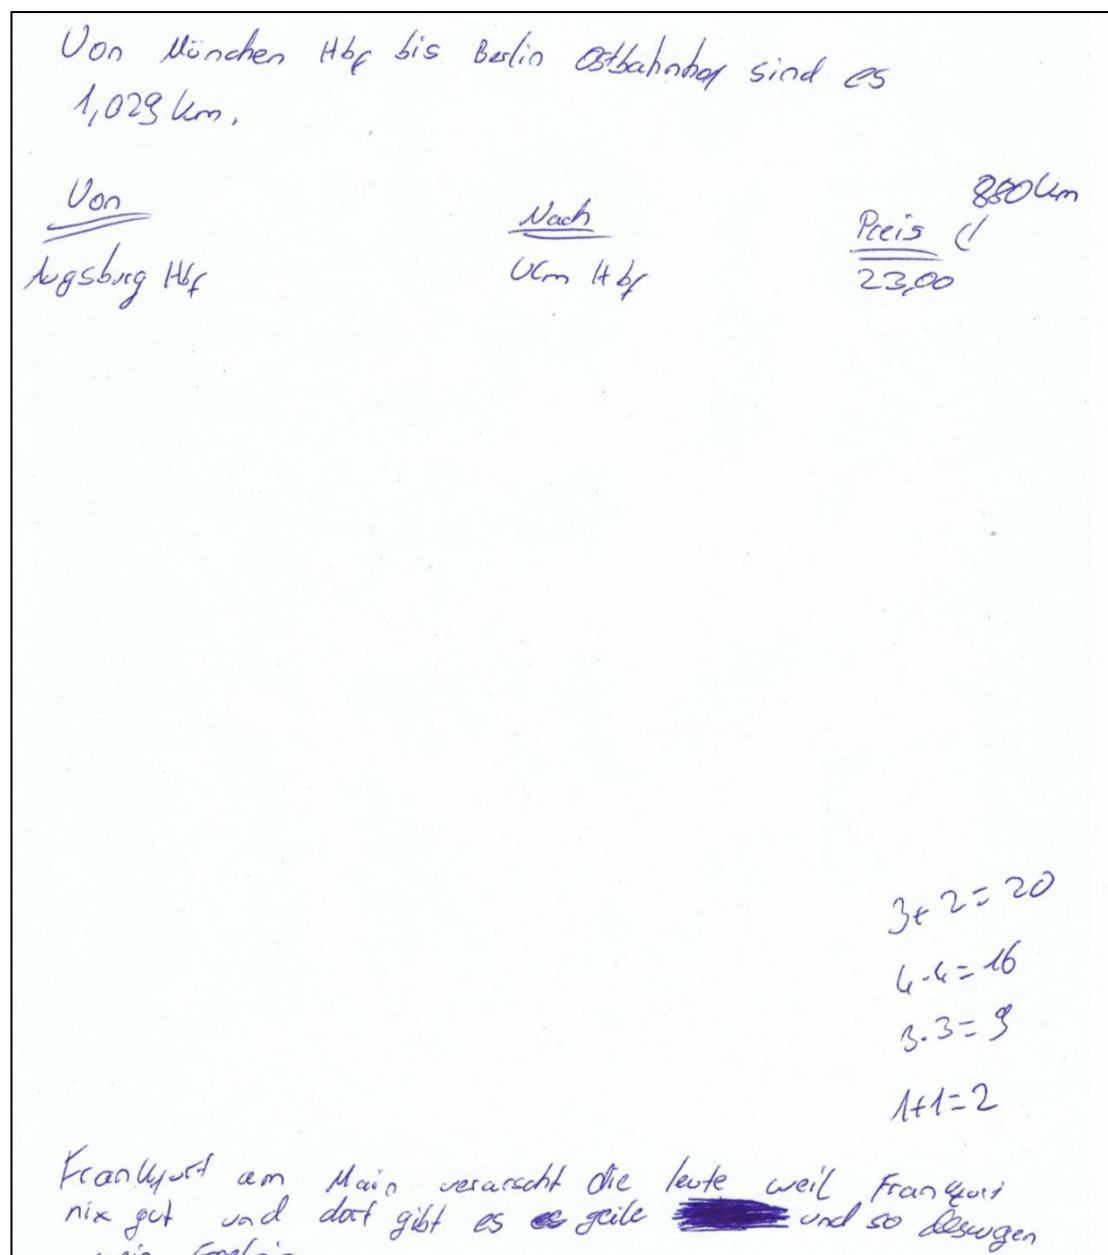 Von München Hbf bis Berlin Ostbahnhof sind es
1,029 km.
880 km
Von Nach Preis
Augsburg Hbf Ulm Hbf 23,00
3+2=20
4·4=16
3·3=9
1+1=2
Frankfurt am Main verarscht die leute weil Frankfurt
nix gut und dort gibt es es geile und so deswegen